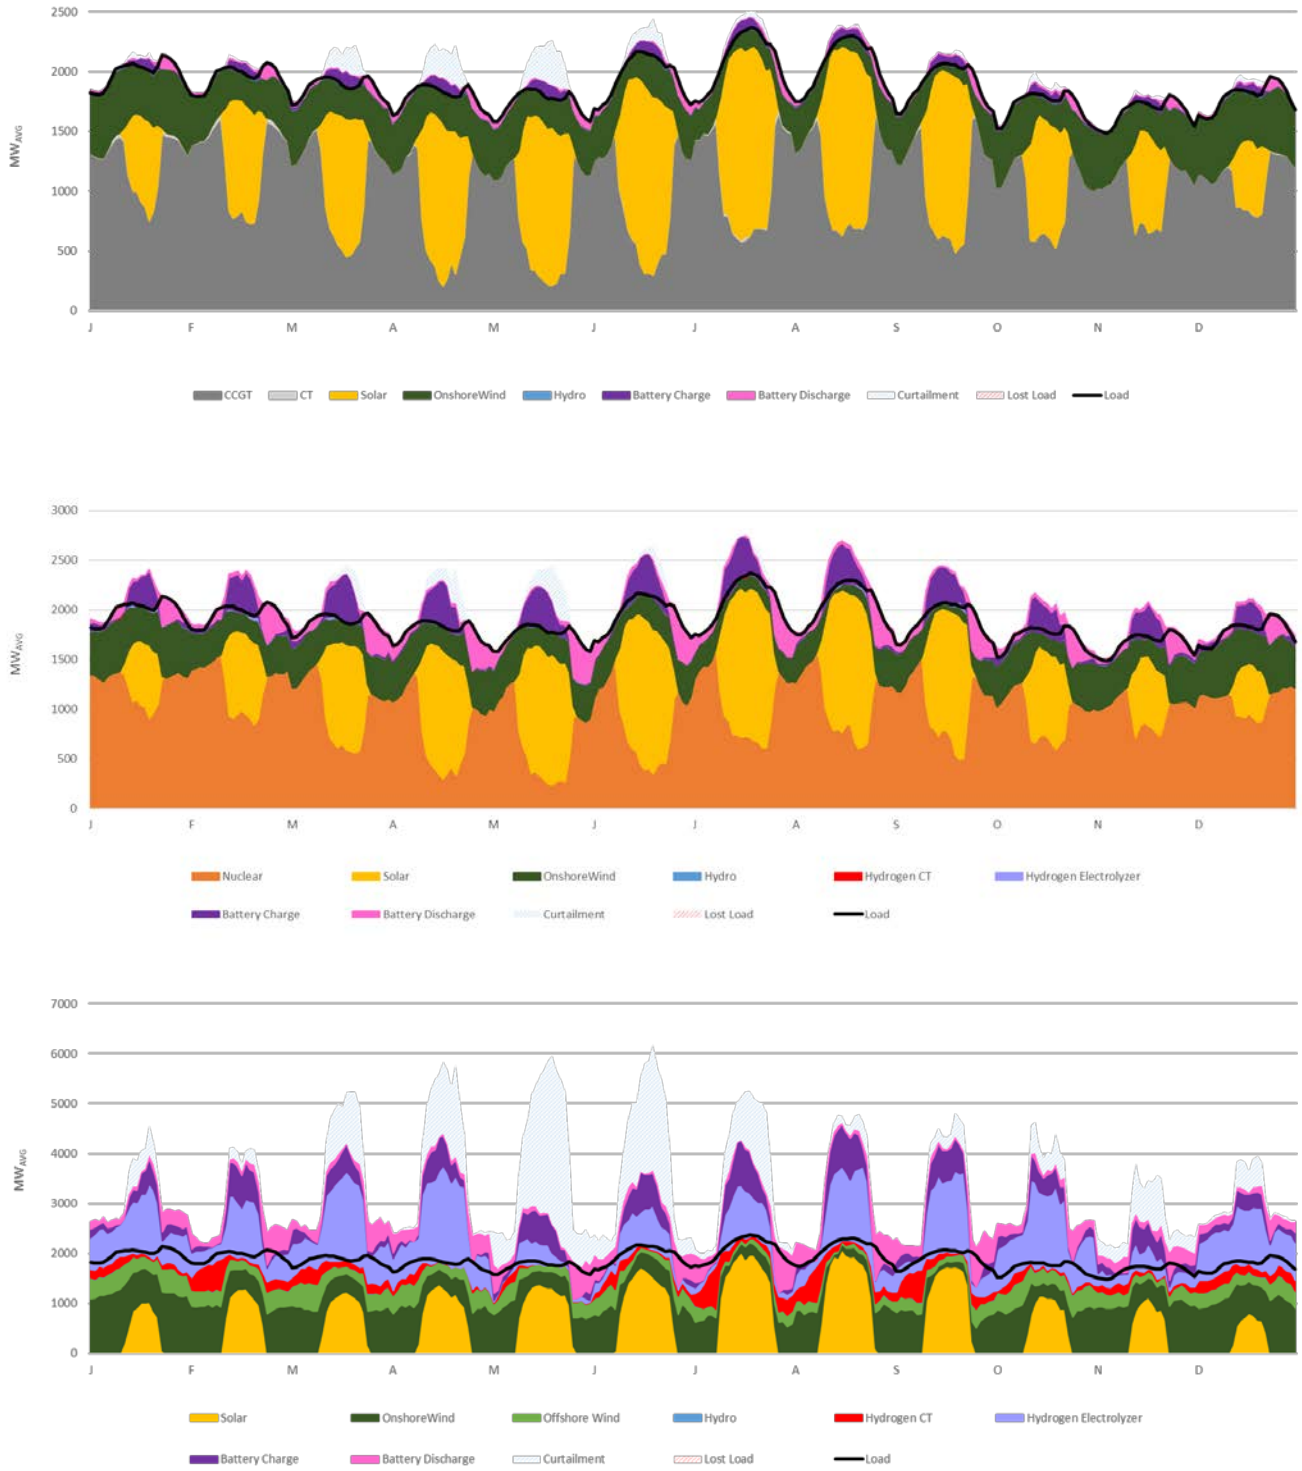 2500
2000
1500
1000
500
0
MWAVG
J F M A M J J A S O N D
CCGT CT Solar OnshoreWind Hydro Battery Charge Battery Discharge Curtailment Lost Load Load
3000
2500
2000
1500
1000
500
0
MWAVG
J F M A M J J A S O N D
Nuclear Solar OnshoreWind Hydro Hydrogen CT Hydrogen Electrolyzer
Battery Charge Battery Discharge Curtailment Lost Load Load
7000
6000
5000
4000
3000
2000
1000
0
MWAVG
J F M A M J J A S O N D
Solar OnshoreWind Offshore Wind Hydro Hydrogen CT Hydrogen Electrolyzer
Battery Charge Battery Discharge Curtailment Lost Load Load